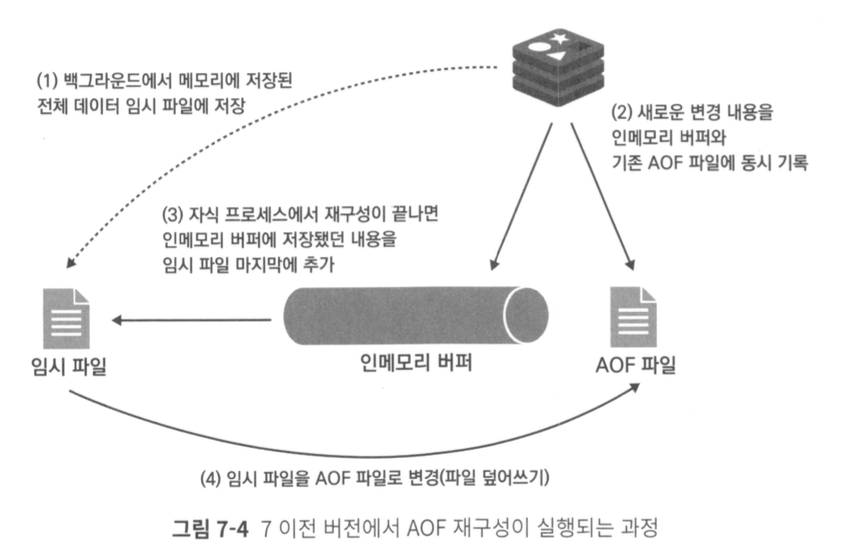 (1) 백그라운드에서 메모리에 저장된
전체 데이터 임시 파일에 저장
(2) 새로운 변경 내용을
인메모리 버퍼와
기존 AOF 파일에 동시 기록
(3) 자식 프로세스에서 재구성이 끝나면
인메모리 버퍼에 저장됐던 내용을
임시 파일 마지막에 추가
임시 파일
인메모리 버퍼
AOF 파일
(4) 임시 파일을 AOF 파일로 변경(파일 덮어쓰기)
그림 7-4 7 이전 버전에서 AOF 재구성이 실행되는 과정